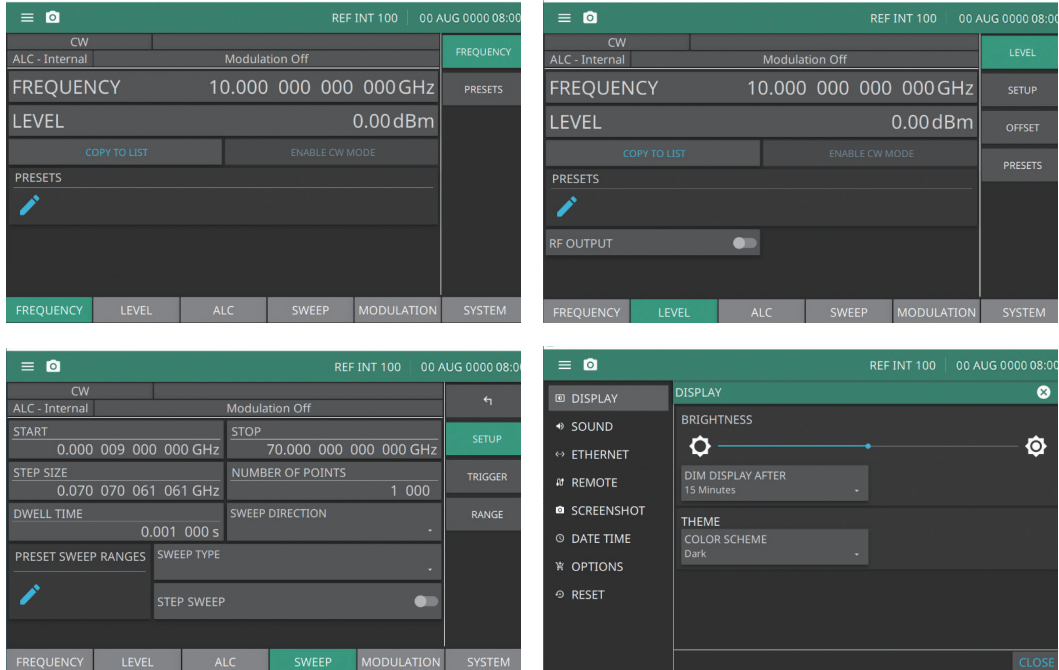 REF INT 100 00 AUG 0000 08:00
CW
ALC - Internal Modulation Off
FREQUENCY 10.000 000 000 000 GHz
LEVEL 0.00 dBm
COPY TO LIST ENABLE CW MODE
PRESETS
FREQUENCY
PRESETS
FREQUENCY LEVEL ALC SWEEP MODULATION SYSTEM
REF INT 100 00 AUG 0000 08:00
CW
ALC - Internal Modulation Off
FREQUENCY 10.000 000 000 000 GHz
LEVEL 0.00 dBm
COPY TO LIST ENABLE CW MODE
PRESETS
RF OUTPUT
LEVEL
SETUP
OFFSET
PRESETS
FREQUENCY LEVEL ALC SWEEP MODULATION SYSTEM
REF INT 100 00 AUG 0000 08:00
CW
ALC - Internal Modulation Off
START STOP
0.000 009 000 000 GHz 70.000 000 000 000 GHz
STEP SIZE NUMBER OF POINTS
0.070 070 061 061 GHz 1 000
DWELL TIME SWEEP DIRECTION
0.001 000 s
PRESET SWEEP RANGES SWEEP TYPE
STEP SWEEP
SETUP
TRIGGER
RANGE
FREQUENCY LEVEL ALC SWEEP MODULATION SYSTEM
REF INT 100 00 AUG 0000 08:00
DISPLAY
SOUND
ETHERNET
REMOTE
SCREENSHOT
DATE TIME
OPTIONS
RESET
DISPLAY
BRIGHTNESS
DIM DISPLAY AFTER
15 Minutes
THEME
COLOR SCHEME
Dark
CLOSE